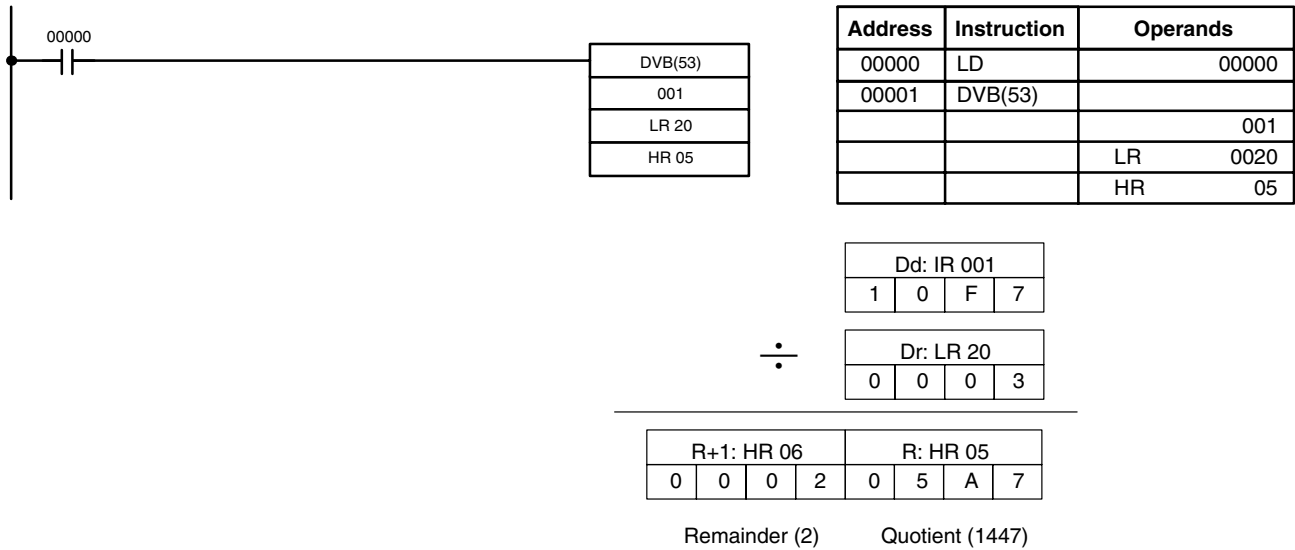 00000
DVB(53)
001
LR 20
HR 05
Address Instruction Operands
00000 LD 00000
00001 DVB(53)
001
LR 0020
HR 05
Dd: IR 001
1 0 F 7
÷ Dr: LR 20
0 0 0 3
R+1: HR 06 R: HR 05
0 0 0 2 0 5 A 7
Remainder (2) Quotient (1447)